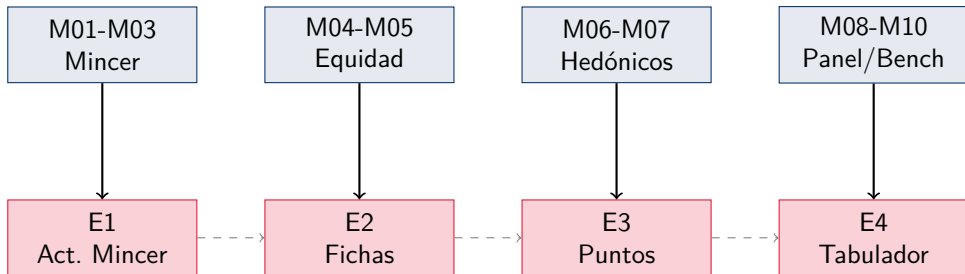 M01-M03
Mincer
M04-M05
Equidad
M06-M07
Hedónicos
M08-M10
Panel/Bench
E1
Act. Mincer
E2
Fichas
E3
Puntos
E4
Tabulador